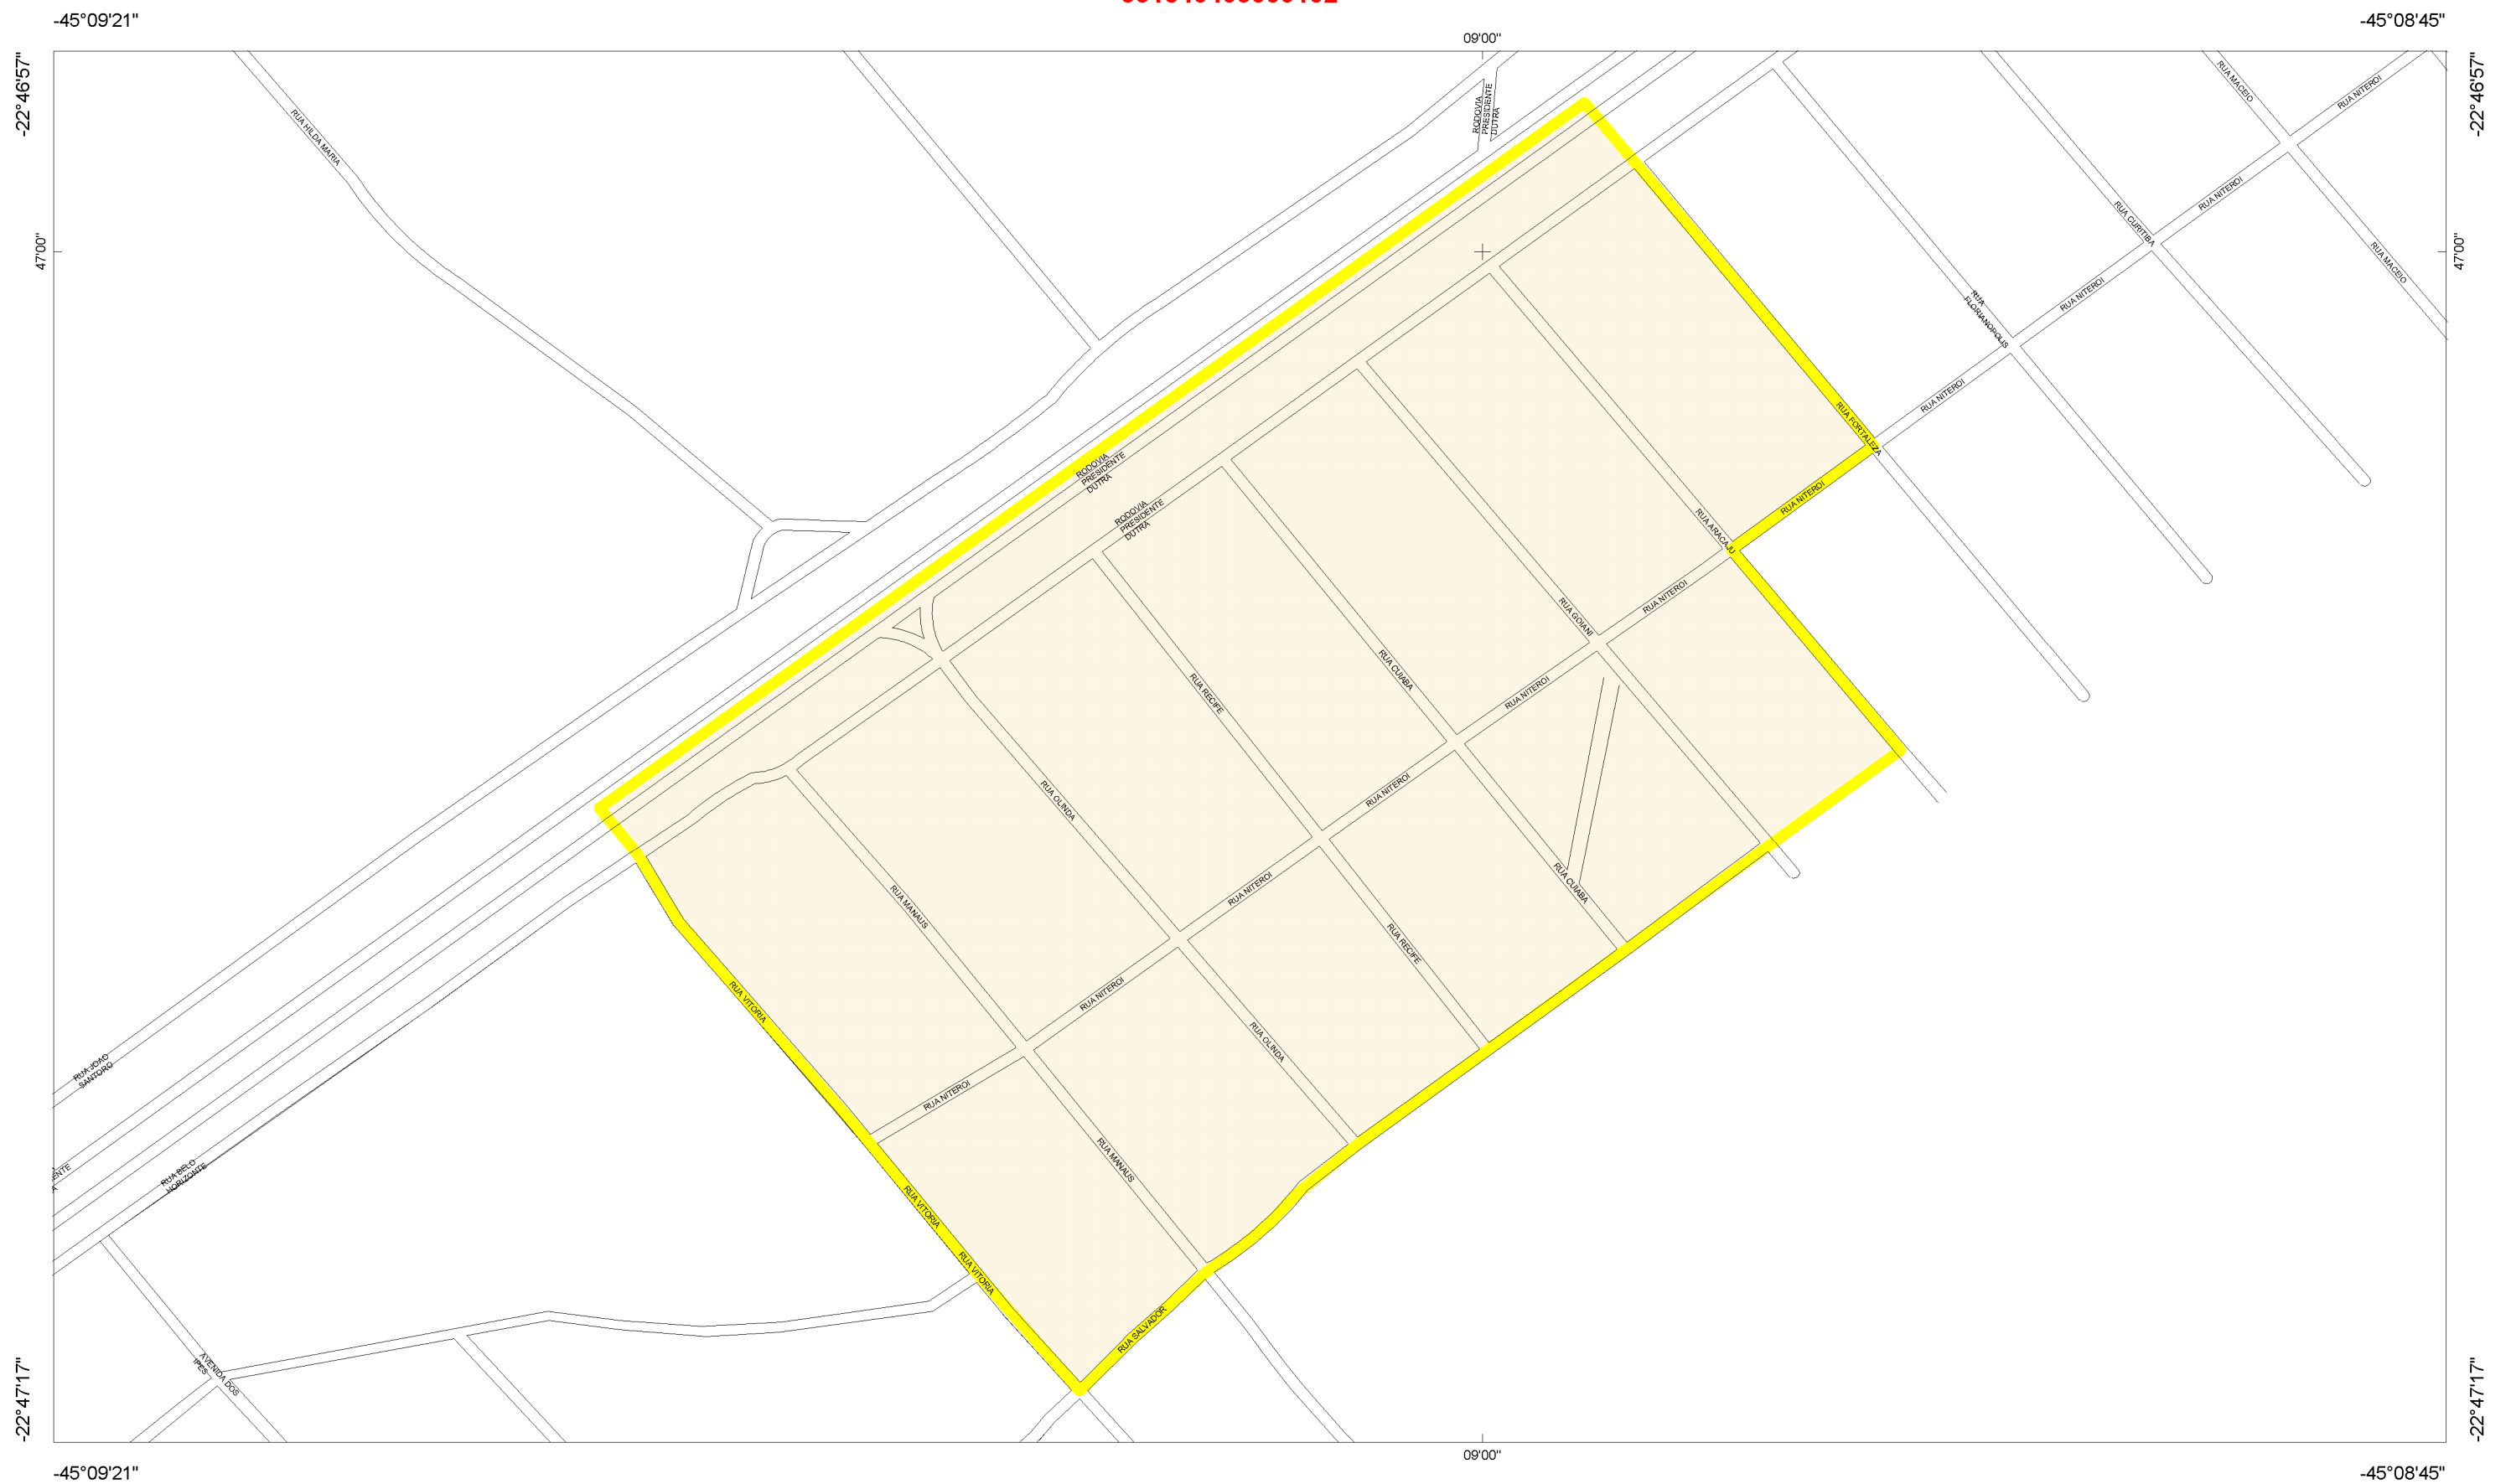 -45°09'21"
-45°08'45"
09'00"
-22°46'57"
-22°46'57"
RUA HILDA MARIA
RODOVIA
PRESIDENTE
DUTRA
RUA MACEIO
RUA NITEROI
47'00"
47'00"
RUA NITEROI
RUA CURITIBA
RUA MACEIO
RUA NITEROI
RUA
FLORIANOPOLIS
RUA NITEROI
RUA FORTALEZA
RODOVIA
PRESIDENTE
DUTRA
RUA NITEROI
RODOVIA
PRESIDENTE
DUTRA
RUA ARACAJU
RUA NITEROI
RUA GOIANI
RUA CUIABA
RUA RECIFE
RUA NITEROI
RUA NITEROI
RUA OLINDA
RUA CUIABA
RUA NITEROI
RUA MANAUS
RUA RECIFE
RUA NITEROI
RUA VITORIA
RUA OLINDA
RUA JOAO
SANTORO
RUA NITEROI
RUA MANAUS
ENTE
RUA BELO
HORIZONTE
RUA VITORIA
RUA VITORIA
RUA SALVADOR
AVENIDA DOS
IPES
-22°47'17"
-22°47'17"
09'00"
-45°09'21"
-45°08'45"